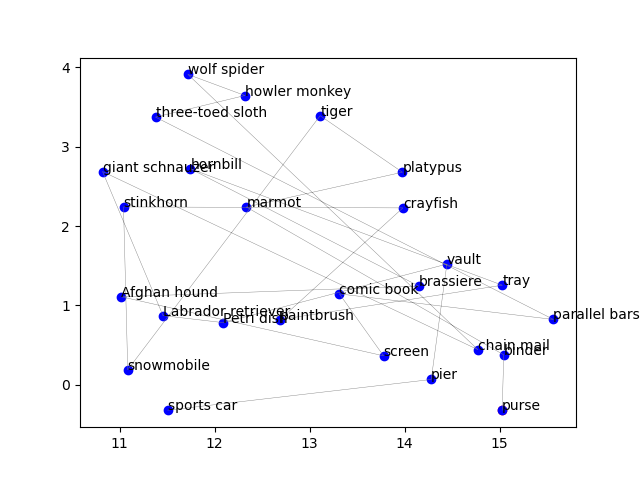 4
wolf spider
howler monkey
three-toed sloth
tiger
3
giant schnauzer
hornbill
platypus
stinkhorn
marmot
crayfish
2
vault
tray
brassiere
comic book
Afghan hound
1
Labrador retriever
Petri dish
paintbrush
parallel bars
chain mail
binder
screen
snowmobile
pier
0
sports car
purse
11
12
13
14
15